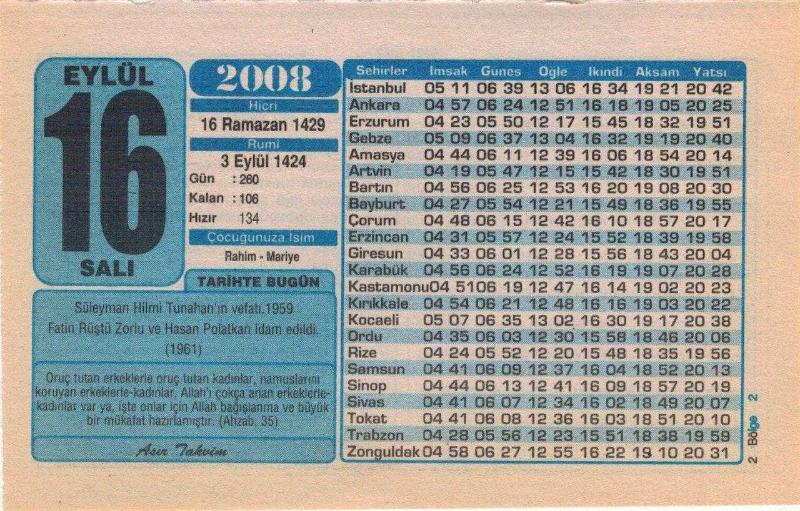 EYLÜL
16
SALI
2008
Hicri
16 Ramazan 1429
Rumi
3 Eylül 1424
Gün : 260
Kalan : 106
Hızır 134
Çocuğunuza İsim
Rahim - Mariye
TARİHTE BUGÜN
Süleyman Hilmi Tunahan'ın vefatı.1959
Fatin Rüştü Zorlu ve Hasan Polatkan idam edildi.
(1961)
Oruç tutan erkeklerle oruç tutan kadınlar, namuslarını
koruyan erkeklerle-kadınlar, Allah'ı çokça anan erkeklerle-
kadınlar var ya, işte onlar için Allah bağışlanma ve büyük
bir mükafat hazırlamıştır. (Ahzab. 35)
Asır Takvim
Sehirler Imsak Gunes Ogle Ikindi Aksam Yatsı
İstanbul 05 11 06 39 13 06 16 34 19 21 20 42
Ankara 04 57 06 24 12 51 16 18 19 05 20 25
Erzurum 04 23 05 50 12 17 15 45 18 32 19 51
Gebze 05 09 06 37 13 04 16 32 19 19 20 40
Amasya 04 44 06 11 12 39 16 06 18 54 20 14
Artvin 04 19 05 47 12 15 15 42 18 30 19 51
Bartın 04 56 06 25 12 53 16 20 19 08 20 30
Bayburt 04 27 05 54 12 21 15 49 18 36 19 55
Çorum 04 48 06 15 12 42 16 10 18 57 20 17
Erzincan 04 31 05 57 12 24 15 52 18 39 19 58
Giresun 04 33 06 01 12 28 15 56 18 43 20 04
Karabük 04 56 06 24 12 52 16 19 19 07 20 28
Kastamonu 04 51 06 19 12 47 16 14 19 02 20 23
Kırıkkale 04 54 06 21 12 48 16 16 19 03 20 22
Kocaeli 05 07 06 35 13 02 16 30 19 17 20 38
Ordu 04 35 06 03 12 30 15 58 18 46 20 06
Rize 04 24 05 52 12 20 15 48 18 35 19 56
Samsun 04 41 06 09 12 37 16 04 18 52 20 13
Sinop 04 44 06 13 12 41 16 09 18 57 20 19
Sivas 04 41 06 07 12 34 16 02 18 49 20 07
Tokat 04 41 06 08 12 36 16 03 18 51 20 10
Trabzon 04 28 05 56 12 23 15 51 18 38 19 59
Zonguldak 04 58 06 27 12 55 16 22 19 10 20 31
2 Bölge 2